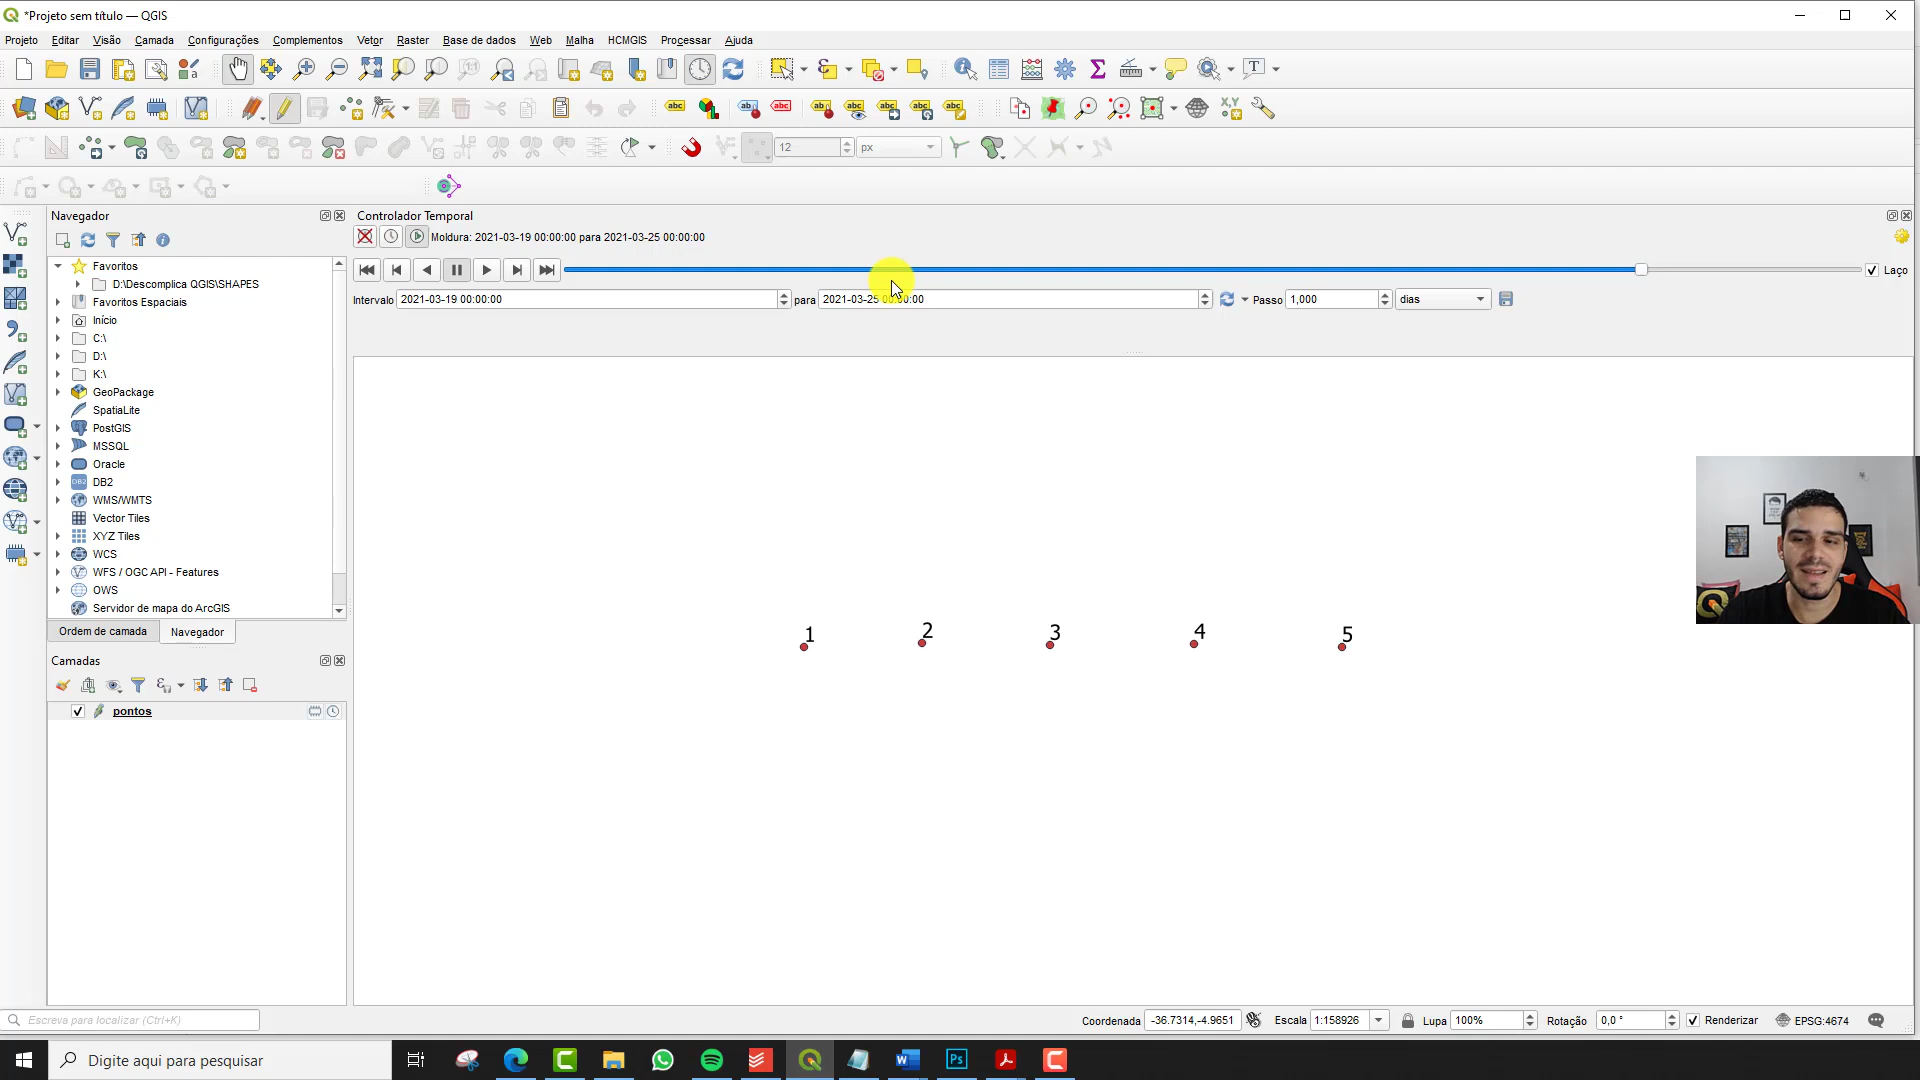 *Projeto sem título — QGIS
Projeto Editar Visão Camada Configurações Complementos Vetor Raster Base de dados Web Malha HCMGIS Processar Ajuda
12 px
Navegador
Controlador Temporal
Moldura: 2021-03-19 00:00:00 para 2021-03-25 00:00:00
Laço
Intervalo 2021-03-19 00:00:00 para 2021-03-25 00:00:00 Passo 1,000 dias
Favoritos
D:\Descomplica QGIS\SHAPES
Favoritos Espaciais
Início
C:\
D:\
K:\
GeoPackage
SpatiaLite
PostGIS
MSSQL
Oracle
DB2
WMS/WMTS
Vector Tiles
XYZ Tiles
WCS
WFS / OGC API - Features
OWS
Servidor de mapa do ArcGIS
Ordem de camada Navegador
Camadas
pontos
1 2 3 4 5
Escreva para localizar (Ctrl+K)
Coordenada -36.7314,-4.9651 Escala 1:158926 Lupa 100% Rotação 0,0 ° Renderizar EPSG:4674
Digite aqui para pesquisar